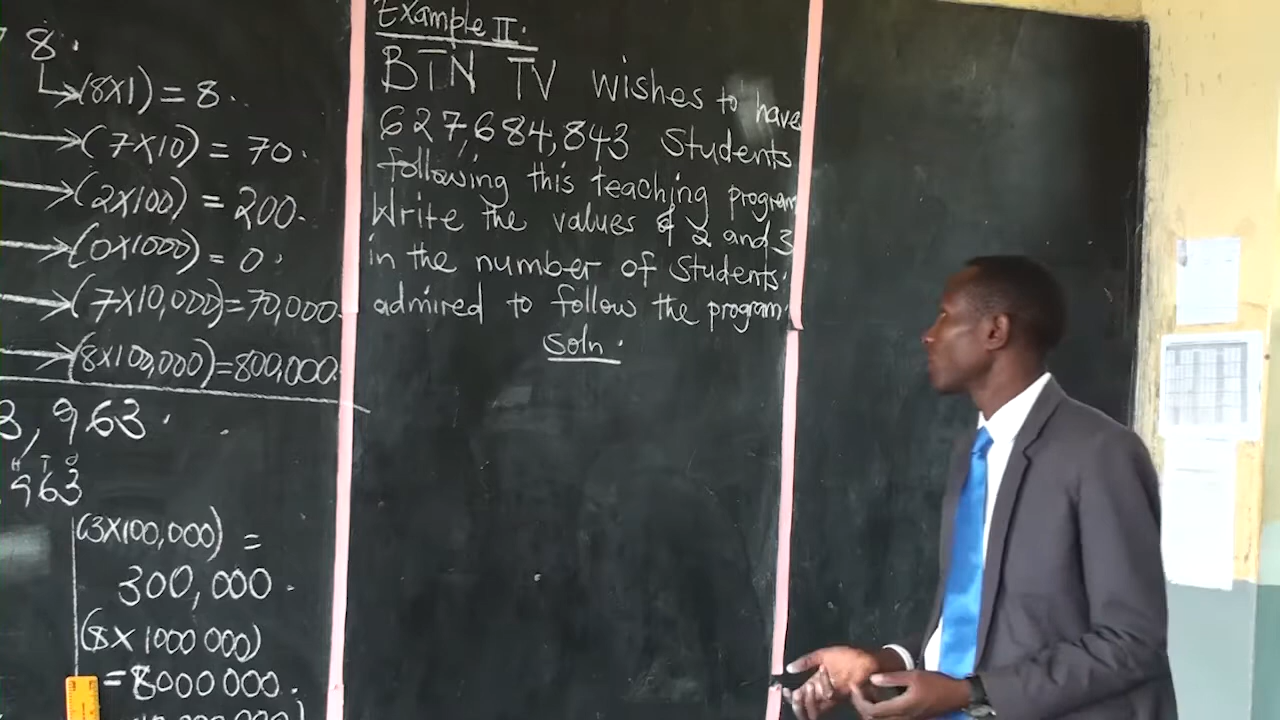 8.
(8X1) = 8.
(7X10) = 70.
(2X100) = 200.
(0X1000) = 0.
(7X10,000)=70,000.
(8X100,000)=800,000.
3,963.
H T O
963
(3X100,000) =
300,000.
(8X1000 000)
=8000 000.
Example II.
BTN TV wishes to have
627,684,843 Students
following this teaching program
Write the values of 2 and 3
in the number of students.
admired to follow the program.
Soln.